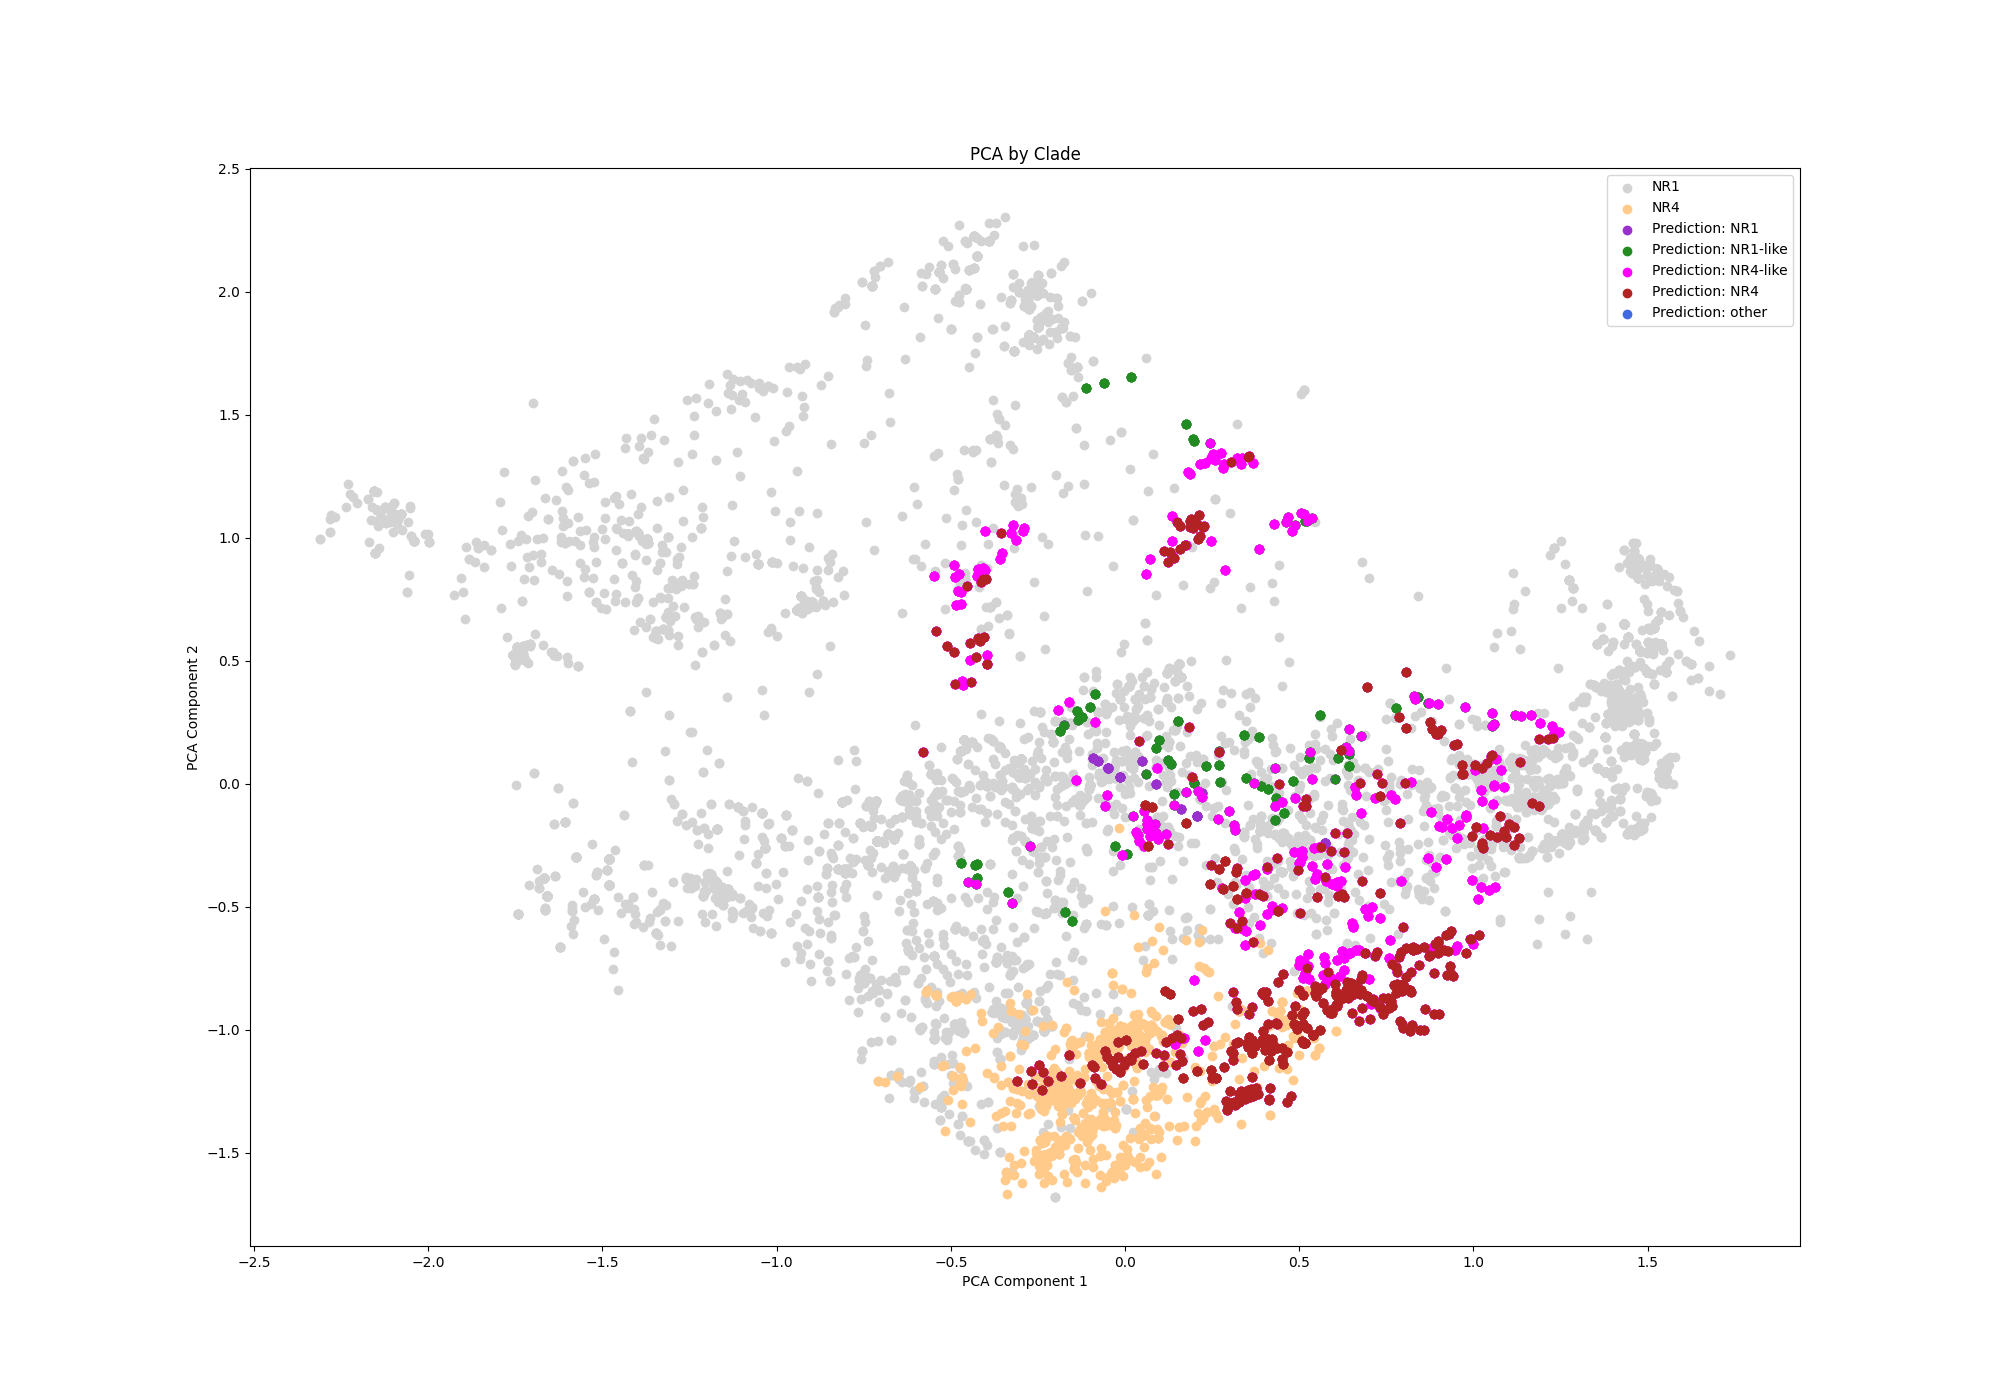 PCA by Clade
NR1
NR4
Prediction: NR1
Prediction: NR1-like
Prediction: NR4-like
Prediction: NR4
Prediction: other
PCA Component 2
2.5
2.0
1.5
1.0
0.5
0.0
−0.5
−1.0
−1.5
−2.5
−2.0
−1.5
−1.0
−0.5
0.0
0.5
1.0
1.5
PCA Component 1